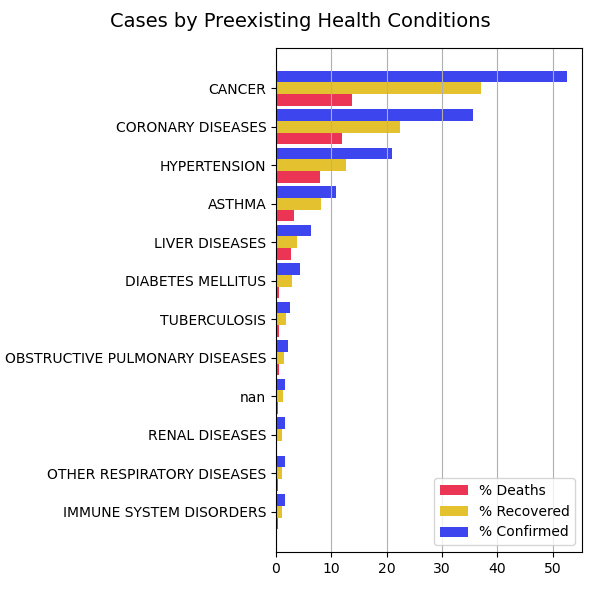 Cases by Preexisting Health Conditions
CANCER
CORONARY DISEASES
HYPERTENSION
ASTHMA
LIVER DISEASES
DIABETES MELLITUS
TUBERCULOSIS
OBSTRUCTIVE PULMONARY DISEASES
nan
RENAL DISEASES
OTHER RESPIRATORY DISEASES
IMMUNE SYSTEM DISORDERS
% Deaths
% Recovered
% Confirmed
0 10 20 30 40 50